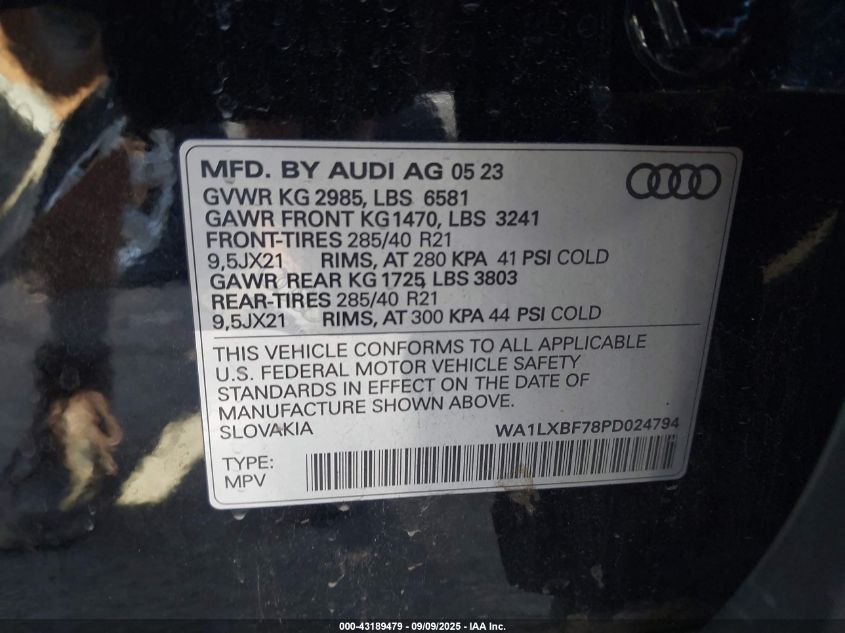 MFD. BY AUDI AG 05 23
GVWR KG 2985, LBS 6581
GAWR FRONT KG1470, LBS 3241
FRONT-TIRES 285/40 R21
9,5JX21 RIMS, AT 280 KPA 41 PSI COLD
GAWR REAR KG 1725, LBS 3803
REAR-TIRES 285/40 R21
9,5JX21 RIMS, AT 300 KPA 44 PSI COLD
THIS VEHICLE CONFORMS TO ALL APPLICABLE
U.S. FEDERAL MOTOR VEHICLE SAFETY
STANDARDS IN EFFECT ON THE DATE OF
MANUFACTURE SHOWN ABOVE.
SLOVAKIA WA1LXBF78PD024794
TYPE:
MPV
000-43189479 - 09/09/2025 - IAA Inc.